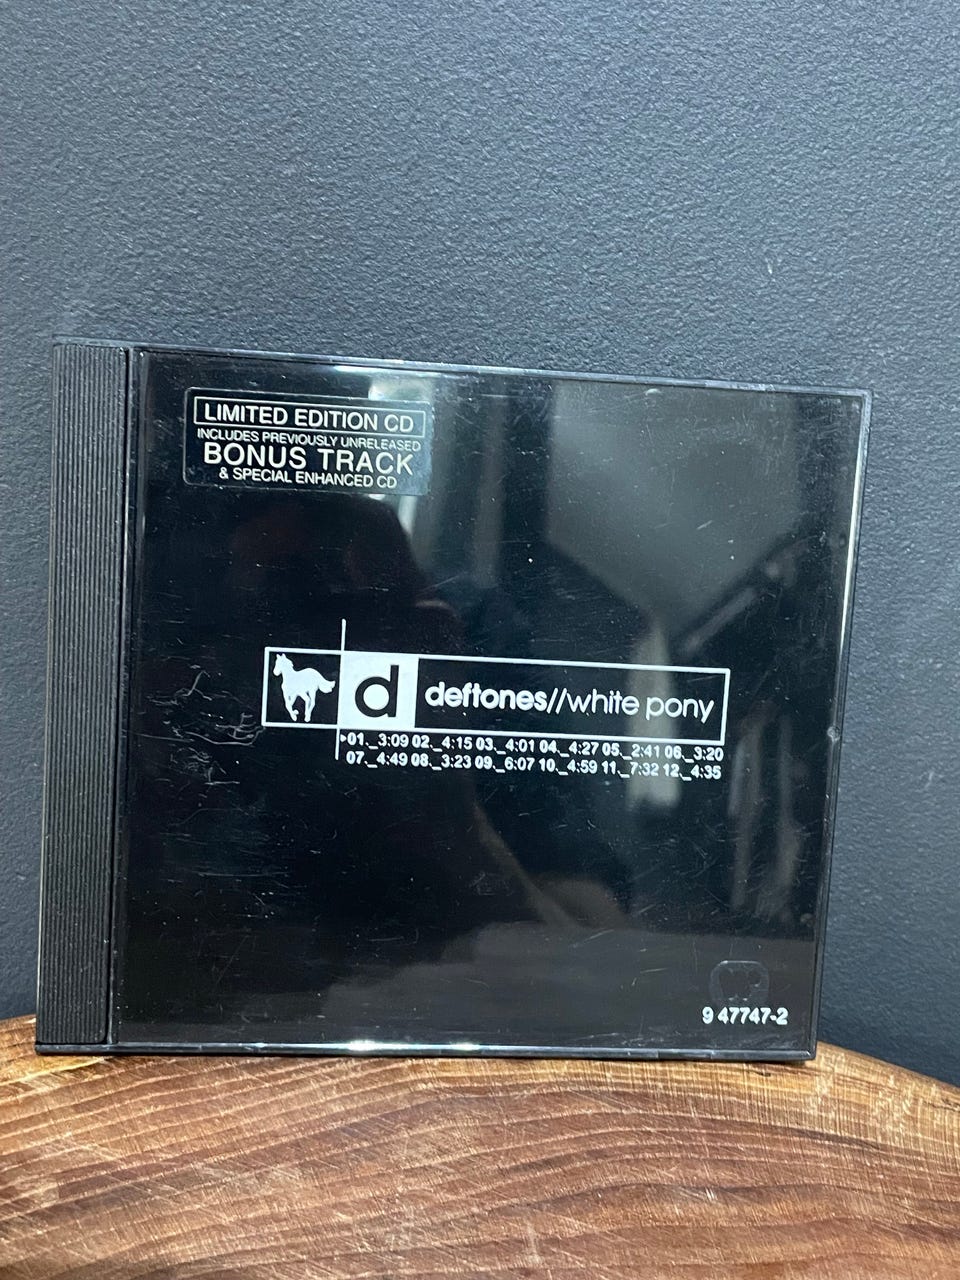 LIMITED EDITION CD
INCLUDES PREVIOUSLY UNRELEASED
BONUS TRACK
& SPECIAL ENHANCED CD
d deftones//white pony
01._3:09 02._4:15 03._4:01 04._4:27 05._2:41 06._3:20
07._4:49 08._3:23 09._6:07 10._4:59 11._7:32 12._4:35
9 47747-2